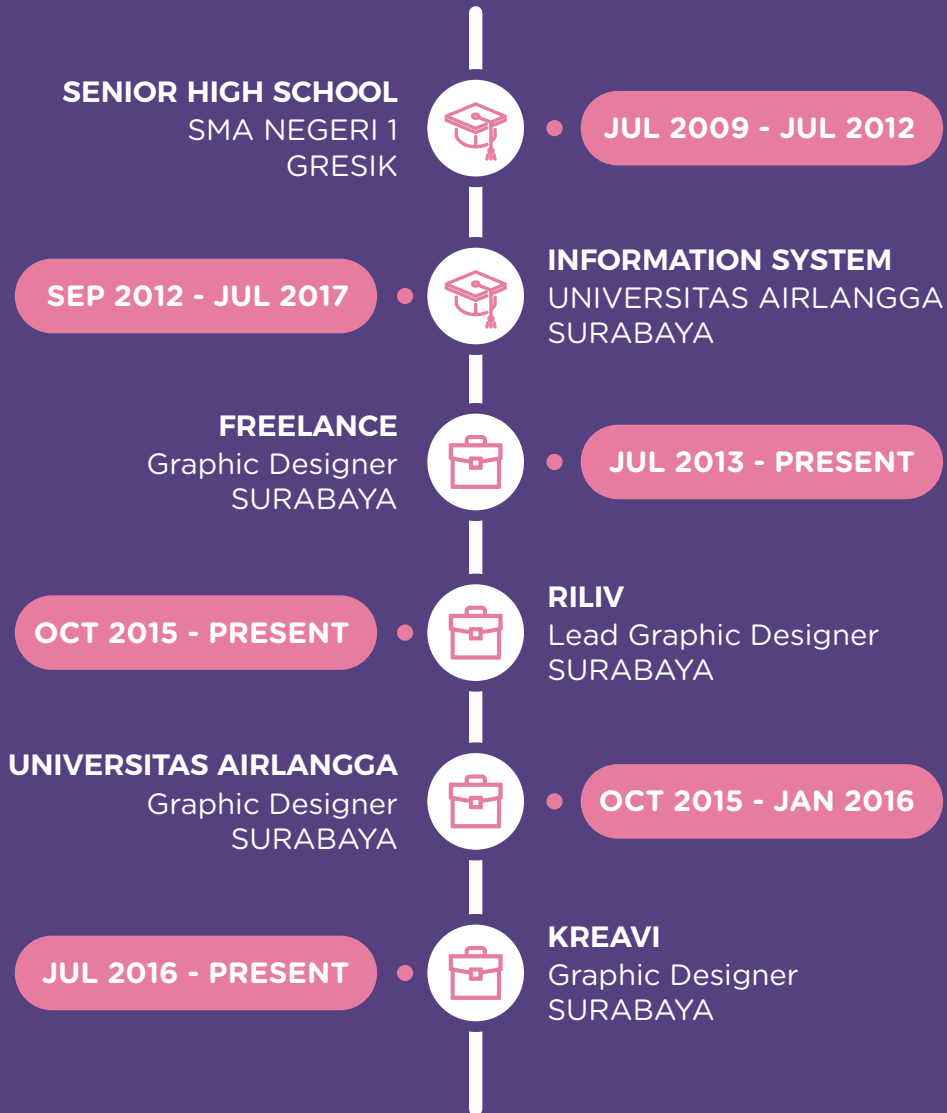 SENIOR HIGH SCHOOL
SMA NEGERI 1
GRESIK
JUL 2009 - JUL 2012
SEP 2012 - JUL 2017
INFORMATION SYSTEM
UNIVERSITAS AIRLANGGA
SURABAYA
FREELANCE
Graphic Designer
SURABAYA
JUL 2013 - PRESENT
OCT 2015 - PRESENT
RILIV
Lead Graphic Designer
SURABAYA
UNIVERSITAS AIRLANGGA
Graphic Designer
SURABAYA
OCT 2015 - JAN 2016
JUL 2016 - PRESENT
KREAVI
Graphic Designer
SURABAYA